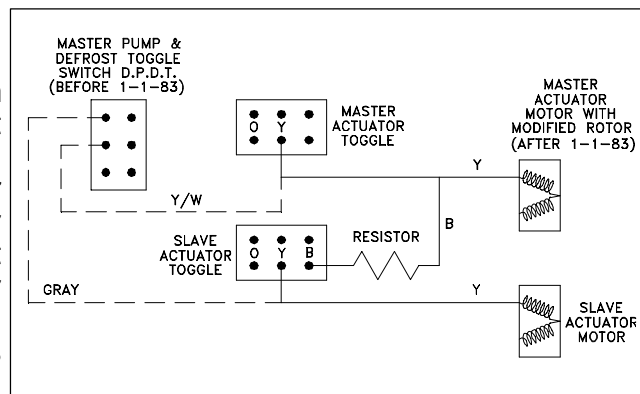 MASTER PUMP &
DEFROST TOGGLE
SWITCH D.P.D.T.
(BEFORE 1-1-83)
MASTER
ACTUATOR
TOGGLE
O Y
MASTER
ACTUATOR
MOTOR WITH
MODIFIED ROTOR
(AFTER 1-1-83)
Y
Y/W
B
SLAVE
ACTUATOR
TOGGLE
O Y B
RESISTOR
GRAY
Y
SLAVE
ACTUATOR
MOTOR